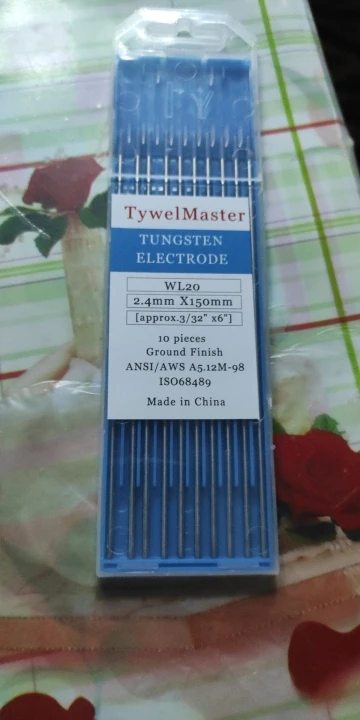 TywelMaster
TUNGSTEN
ELECTRODE
WL20
2.4mm X150mm
[approx.3/32" x6"]
10 pieces
Ground Finish
ANSI/AWS A5.12M-98
ISO68489
Made in China